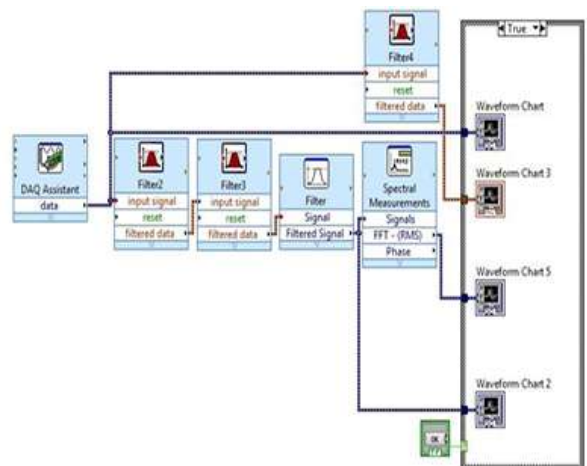 True
Filter4
input signal
reset
filtered data
Waveform Chart
DAQ Assistant
data
Filter2
input signal
reset
filtered data
Filter3
input signal
reset
filtered data
Filter
Signal
Filtered Signal
Spectral
Measurements
Signals
FFT - (RMS)
Phase
Waveform Chart 3
Waveform Chart 5
Waveform Chart 2
OK